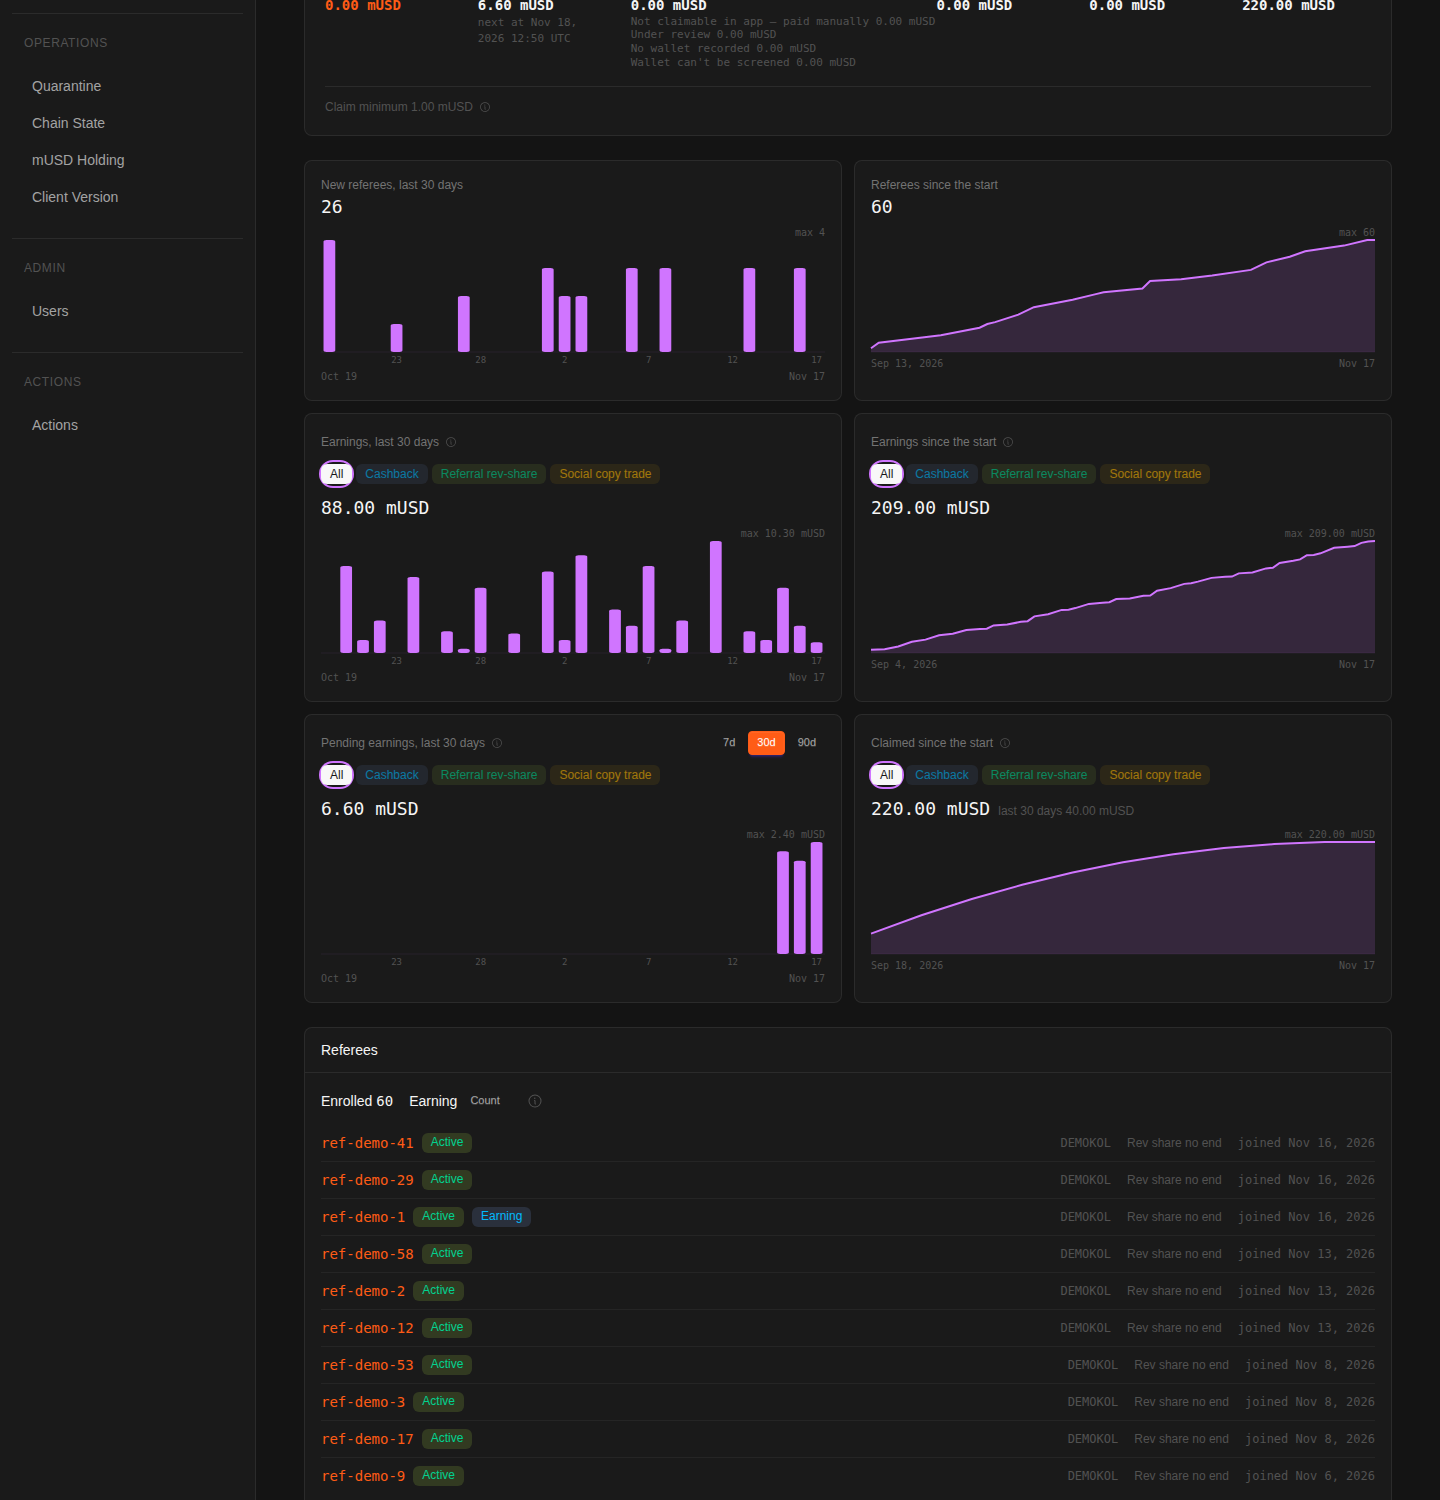 OPERATIONS
Quarantine
Chain State
mUSD Holding
Client Version
ADMIN
Users
ACTIONS
Actions
0.00 mUSD
6.60 mUSD
next at Nov 18,
2026 12:50 UTC
0.00 mUSD
Not claimable in app — paid manually 0.00 mUSD
Under review 0.00 mUSD
No wallet recorded 0.00 mUSD
Wallet can't be screened 0.00 mUSD
0.00 mUSD
0.00 mUSD
220.00 mUSD
Claim minimum 1.00 mUSD
New referees, last 30 days
26
max 4
23 28 2 7 12 17
Oct 19 Nov 17
Referees since the start
60
max 60
Sep 13, 2026 Nov 17
Earnings, last 30 days
All Cashback Referral rev-share Social copy trade
88.00 mUSD
max 10.30 mUSD
23 28 2 7 12 17
Oct 19 Nov 17
Earnings since the start
All Cashback Referral rev-share Social copy trade
209.00 mUSD
max 209.00 mUSD
Sep 4, 2026 Nov 17
Pending earnings, last 30 days 7d 30d 90d
All Cashback Referral rev-share Social copy trade
6.60 mUSD
max 2.40 mUSD
23 28 2 7 12 17
Oct 19 Nov 17
Claimed since the start
All Cashback Referral rev-share Social copy trade
220.00 mUSD last 30 days 40.00 mUSD
max 220.00 mUSD
Sep 18, 2026 Nov 17
Referees
Enrolled 60 Earning Count
ref-demo-41 Active DEMOKOL Rev share no end joined Nov 16, 2026
ref-demo-29 Active DEMOKOL Rev share no end joined Nov 16, 2026
ref-demo-1 Active Earning DEMOKOL Rev share no end joined Nov 16, 2026
ref-demo-58 Active DEMOKOL Rev share no end joined Nov 13, 2026
ref-demo-2 Active DEMOKOL Rev share no end joined Nov 13, 2026
ref-demo-12 Active DEMOKOL Rev share no end joined Nov 13, 2026
ref-demo-53 Active DEMOKOL Rev share no end joined Nov 8, 2026
ref-demo-3 Active DEMOKOL Rev share no end joined Nov 8, 2026
ref-demo-17 Active DEMOKOL Rev share no end joined Nov 8, 2026
ref-demo-9 Active DEMOKOL Rev share no end joined Nov 6, 2026